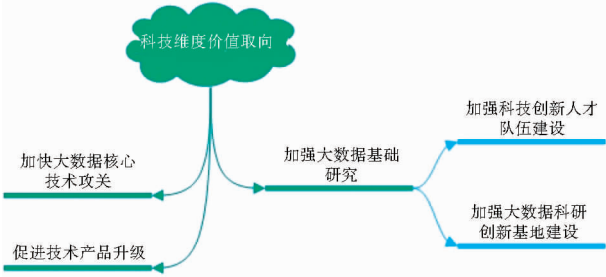 科技维度价值取向
加快大数据核心
技术攻关
促进技术产品升级
加强大数据基础
研究
加强科技创新人才
队伍建设
加强大数据科研
创新基地建设